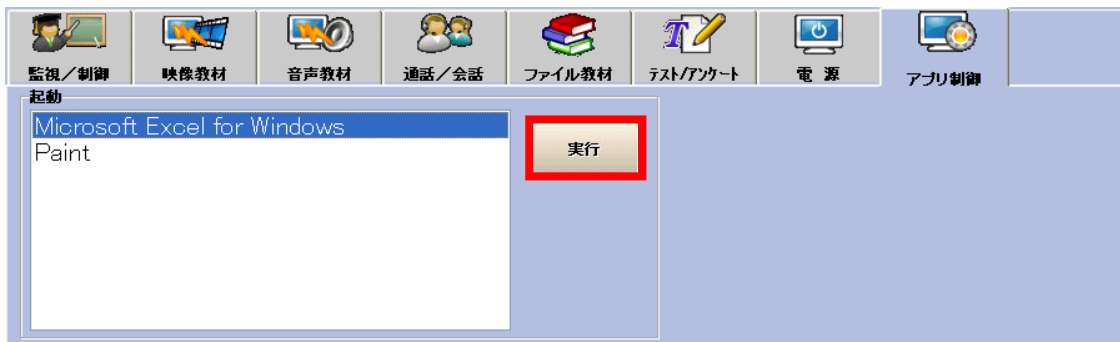 監視/制御
映像教材
音声教材
通話/会話
ファイル教材
テスト/アンケート
電 源
アプリ制御
起動
Microsoft Excel for Windows
Paint
実行